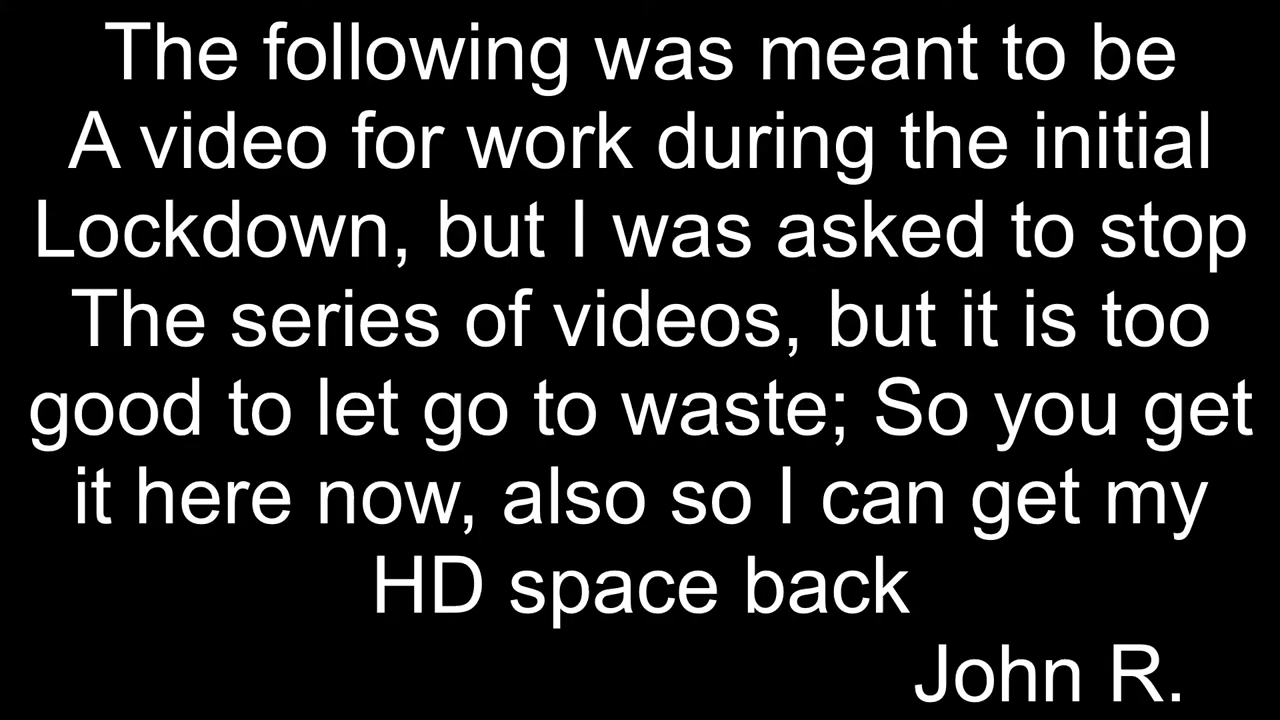 The following was meant to be
A video for work during the initial
Lockdown, but I was asked to stop
The series of videos, but it is too
good to let go to waste; So you get
it here now, also so I can get my
HD space back
John R.